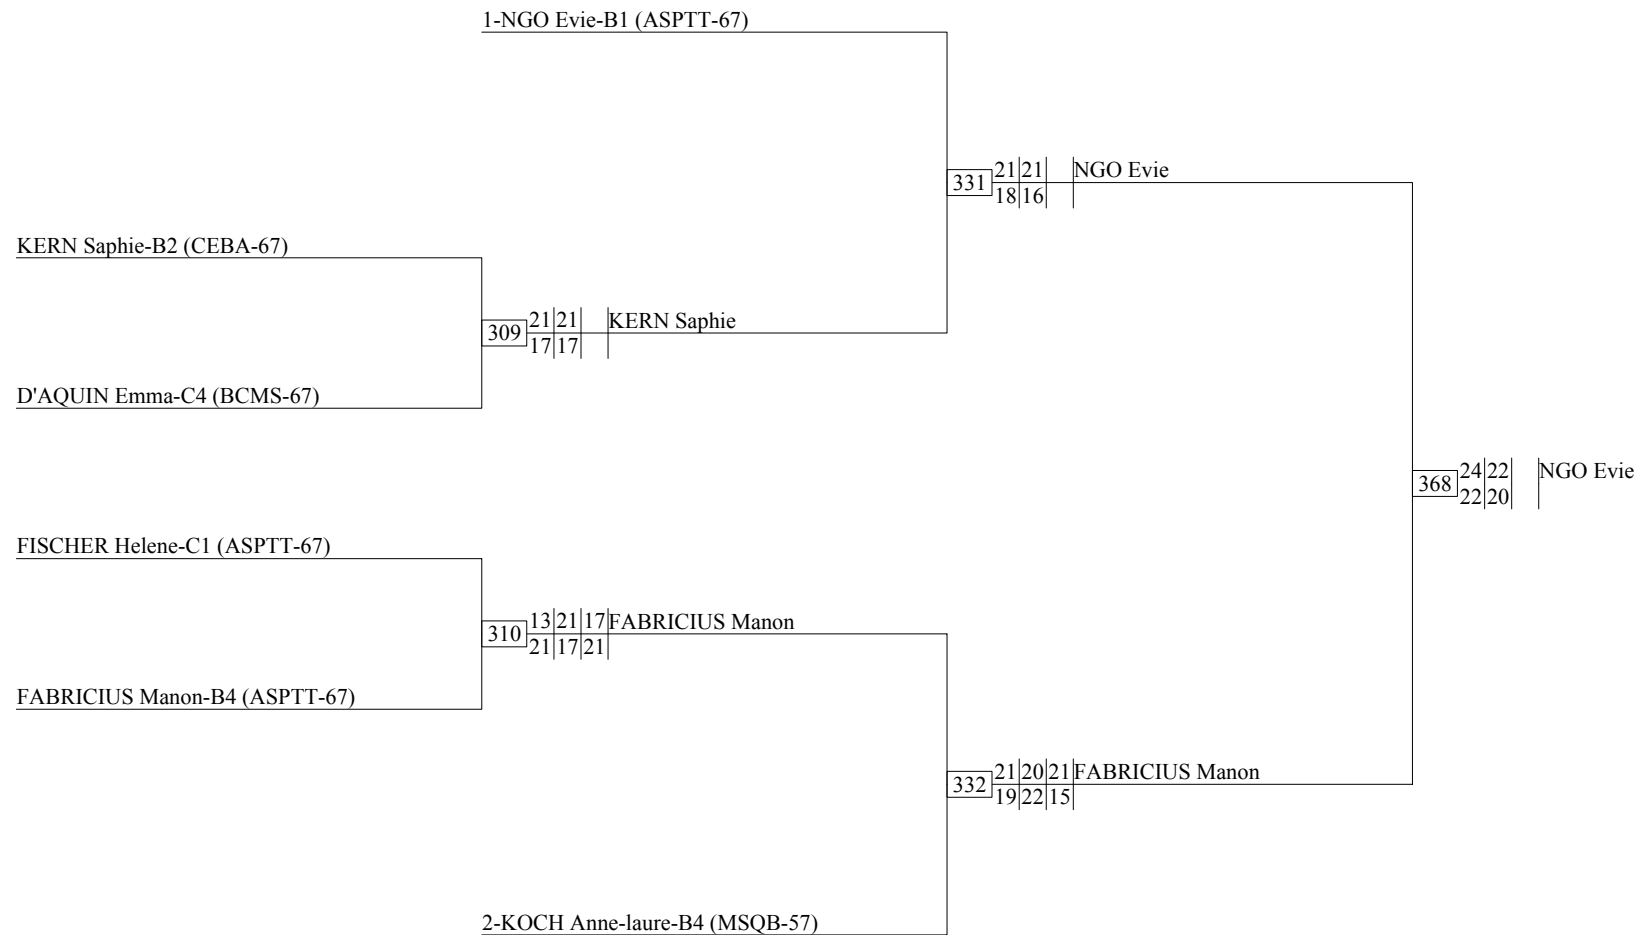 1-NGO Evie-B1 (ASPTT-67)
331 21 21 NGO Evie
18 16
KERN Saphie-B2 (CEBA-67)
309 21 21 KERN Saphie
17 17
D'AQUIN Emma-C4 (BCMS-67)
368 24 22 NGO Evie
22 20
FISCHER Helene-C1 (ASPTT-67)
310 13 21 17 FABRICIUS Manon
21 17 21
FABRICIUS Manon-B4 (ASPTT-67)
332 21 20 21 FABRICIUS Manon
19 22 15
2-KOCH Anne-laure-B4 (MSQB-57)